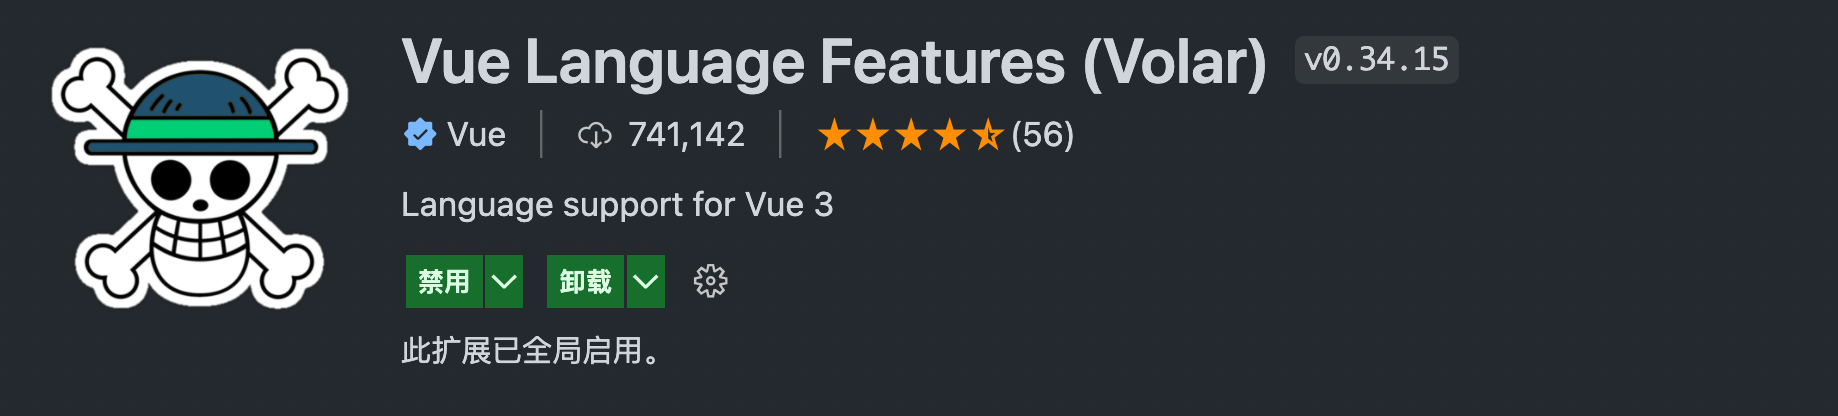 Vue Language Features (Volar) v0.34.15
Vue 741,142 (56)
Language support for Vue 3
禁用 卸载
此扩展已全局启用。